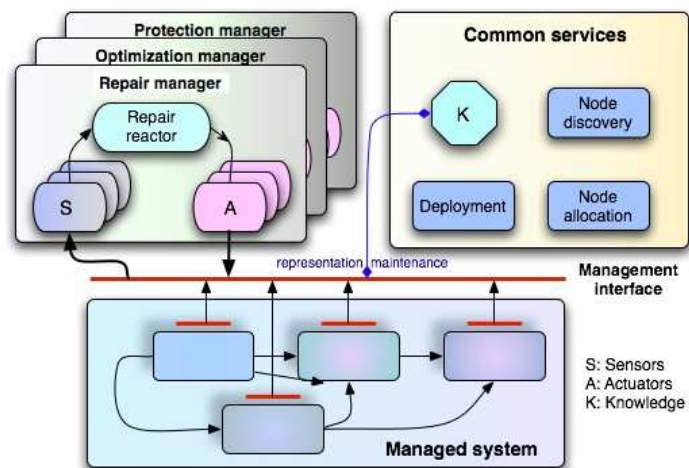 Protection manager
Optimization manager
Repair manager
Repair
reactor
S
A
Common services
K
Node
discovery
Deployment
Node
allocation
representation maintenance
Management
interface
S: Sensors
A: Actuators
K: Knowledge
Managed system